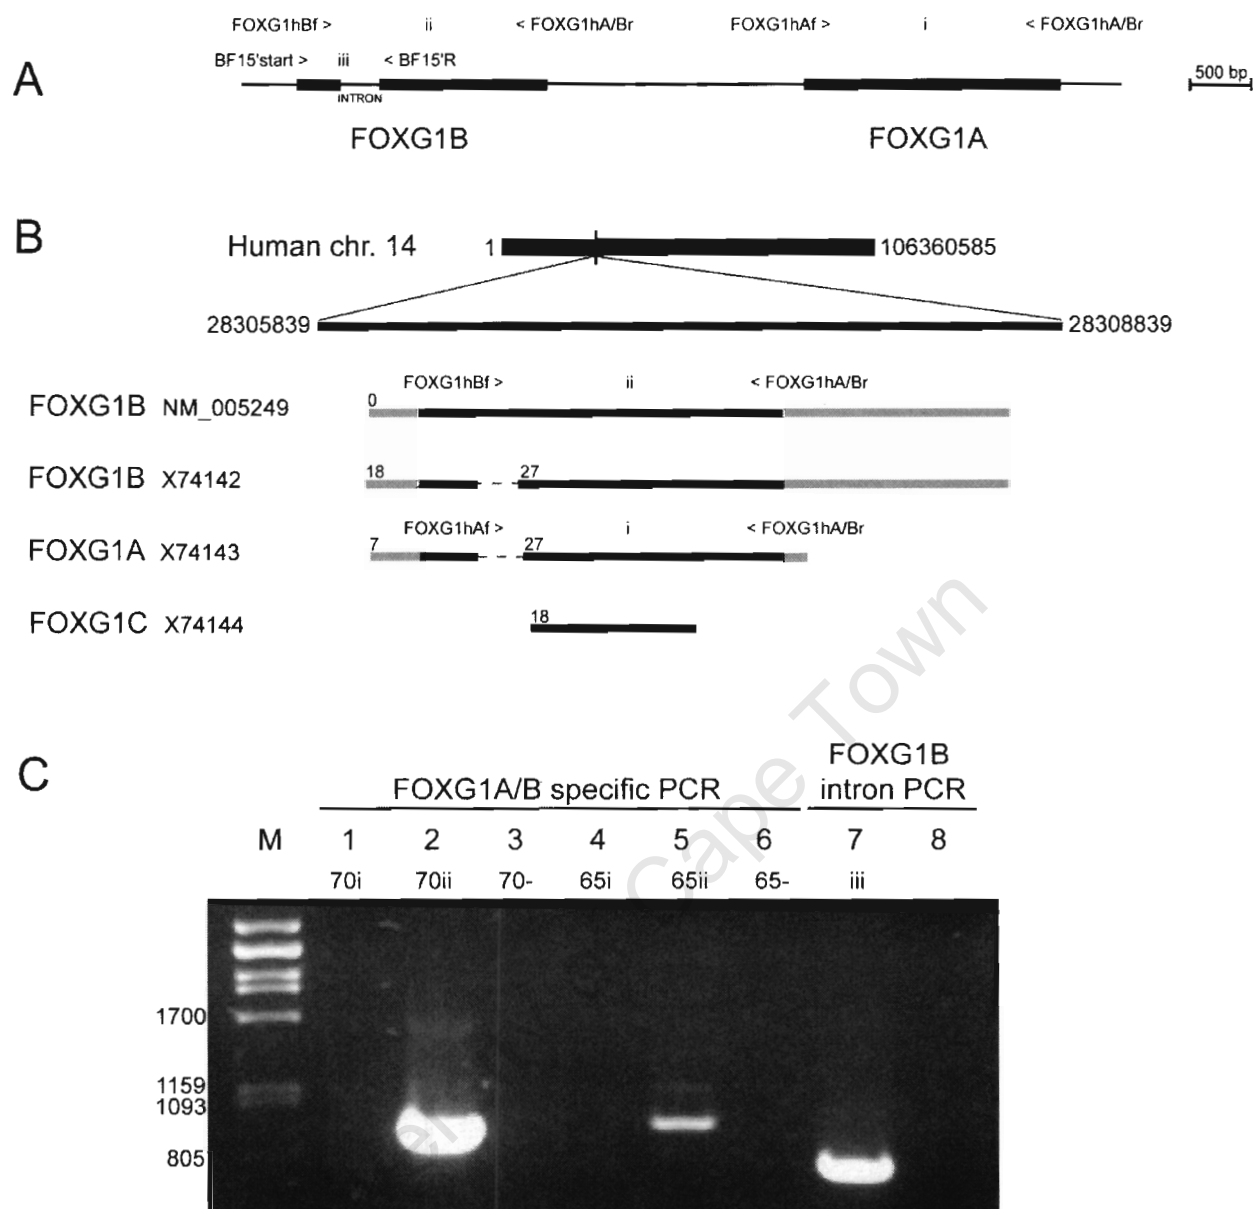 FOXG1hBf > ii < FOXG1hA/Br FOXG1hAf > i < FOXG1hA/Br
BF15'start > iii < BF15'R
A
500 bp
INTRON
FOXG1B FOXG1A
B
Human chr. 14 1 106360585
28305839 28308839
FOXG1hBf > ii < FOXG1hA/Br
FOXG1B NM_005249 0
FOXG1B X74142 18 27
FOXG1hAf > i < FOXG1hA/Br
FOXG1A X74143 7 27
FOXG1C X74144 18
C
FOXG1A/B specific PCR
FOXG1B
intron PCR
M 1 2 3 4 5 6 7 8
70i 70ii 70- 65i 65ii 65- iii
1700
1159
1093
805
Cape Town